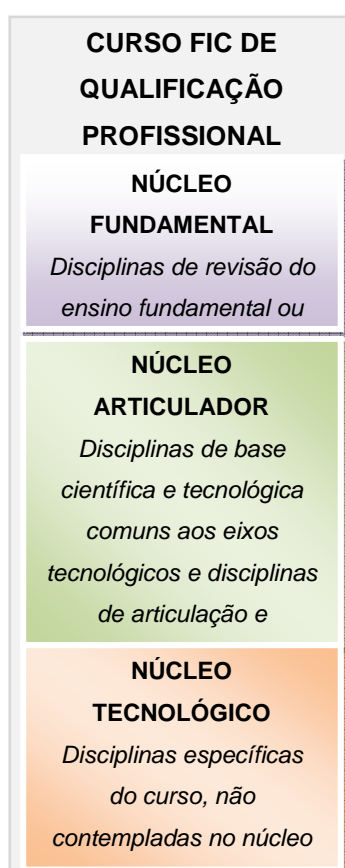 CURSO FIC DE
QUALIFICAÇÃO
PROFISSIONAL
NÚCLEO
FUNDAMENTAL
Disciplinas de revisão do
ensino fundamental ou
NÚCLEO
ARTICULADOR
Disciplinas de base
científica e tecnológica
comuns aos eixos
tecnológicos e disciplinas
de articulação e
NÚCLEO
TECNOLÓGICO
Disciplinas específicas
do curso, não
contempladas no núcleo